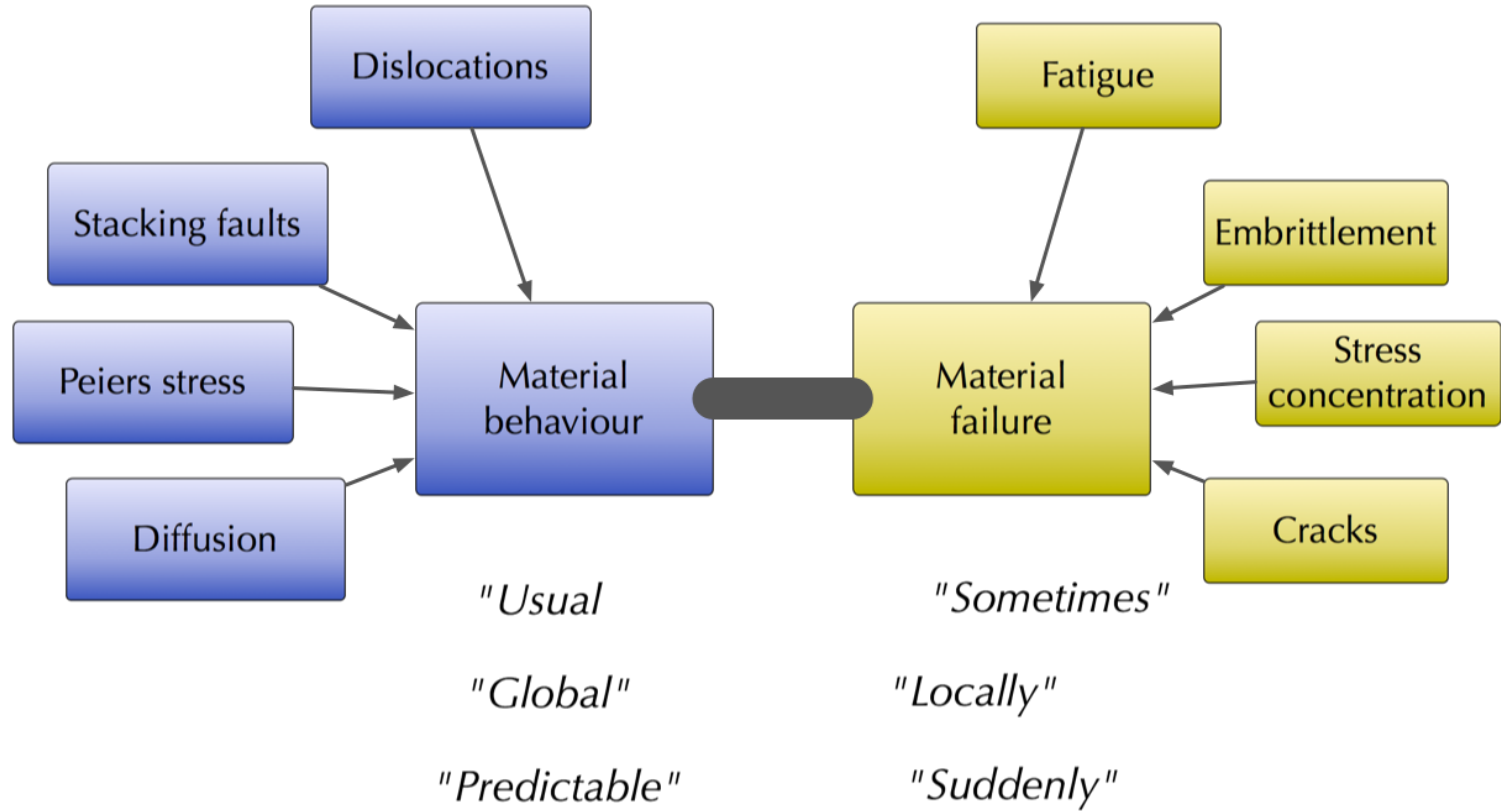 Dislocations
Fatigue
Stacking faults
Embrittlement
Peiers stress
Material
behaviour
Material
failure
Stress
concentration
Diffusion
Cracks
"Usual
"Sometimes"
"Global"
"Locally"
"Predictable"
"Suddenly"